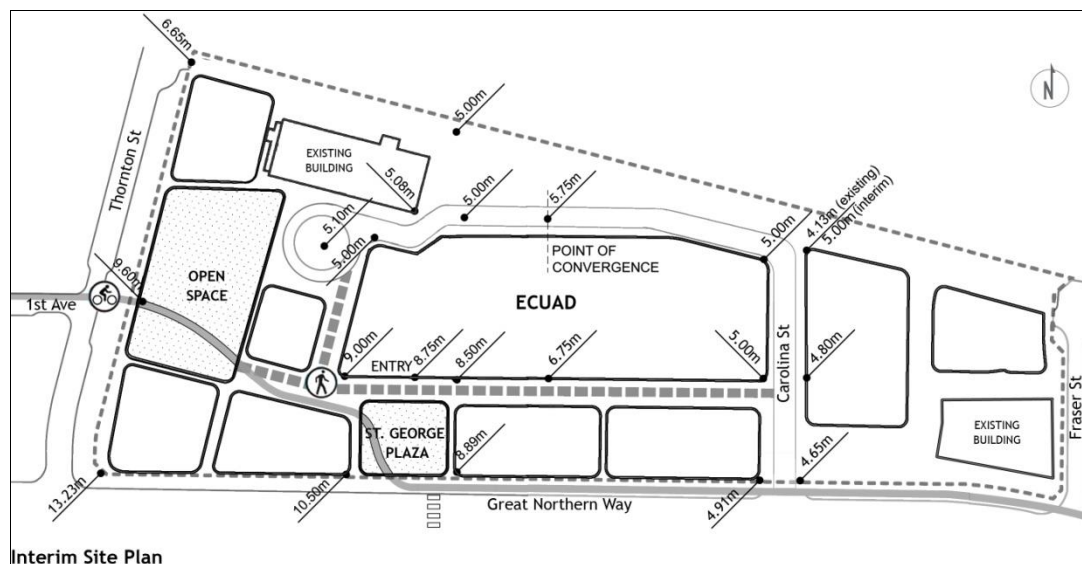 6.65m
5.00m
N
Thornton St
EXISTING
BUILDING
5.08m
5.00m
5.75m
4.13m (existing)
5.00m (interim)
5.10m
5.00m
5.00m
POINT OF
CONVERGENCE
9.60m
OPEN
SPACE
1st Ave
ECUAD
9.00m
ENTRY
8.75m
8.50m
6.75m
5.00m
Carolina St
4.80m
Fraser St
ST. GEORGE
PLAZA
8.89m
EXISTING
BUILDING
13.23m
10.50m
4.91m
4.65m
Great Northern Way
Interim Site Plan